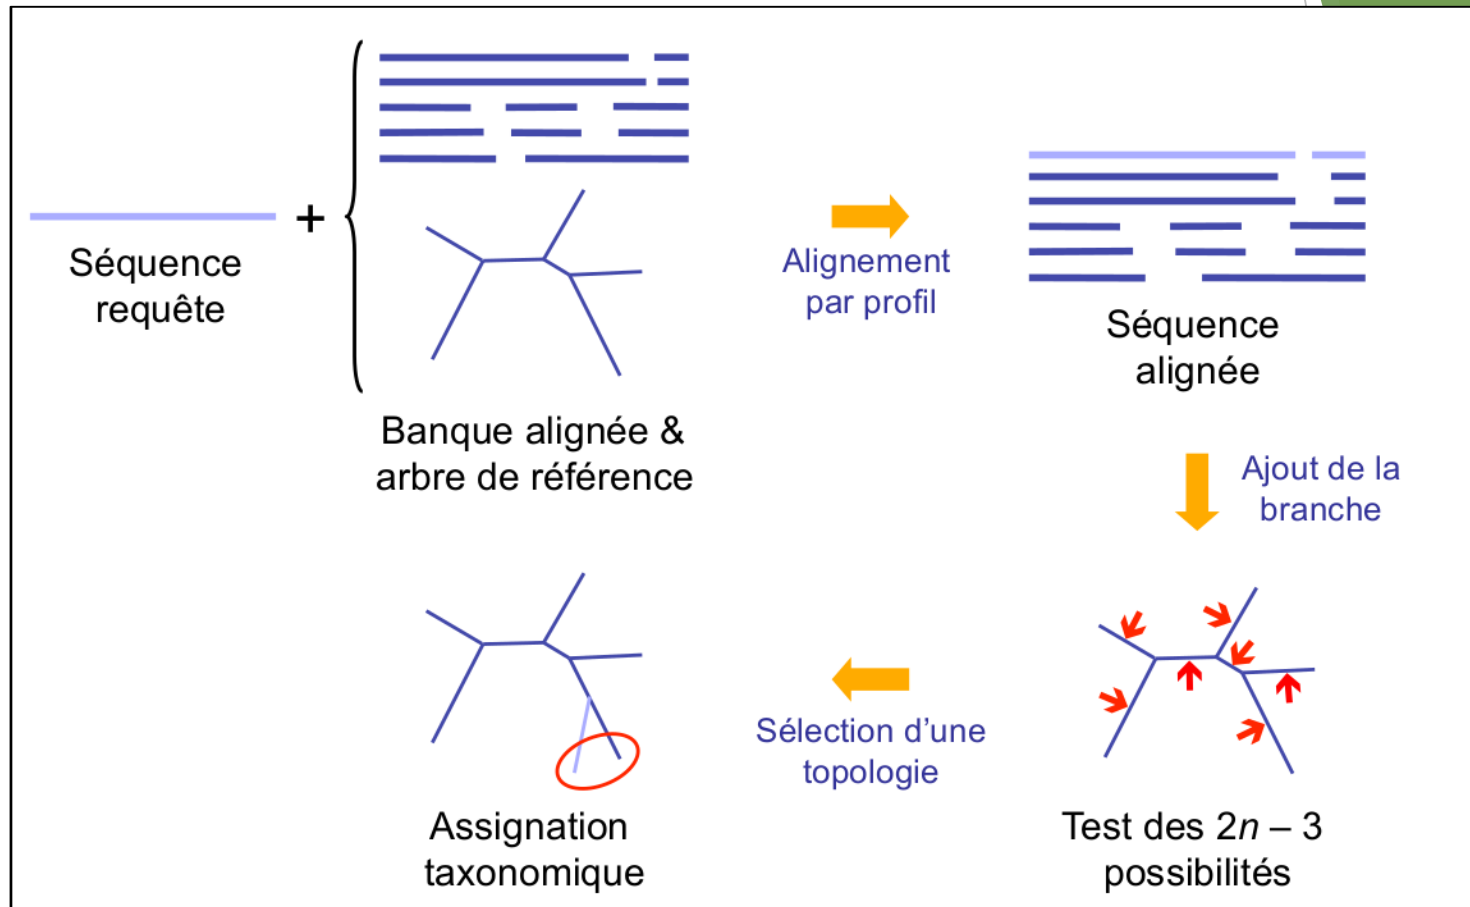 Séquence
requête
+
Banque alignée &
arbre de référence
Alignement
par profil
Séquence
alignée
Ajout de la
branche
Test des 2n – 3
possibilités
Sélection d’une
topologie
Assignation
taxonomique